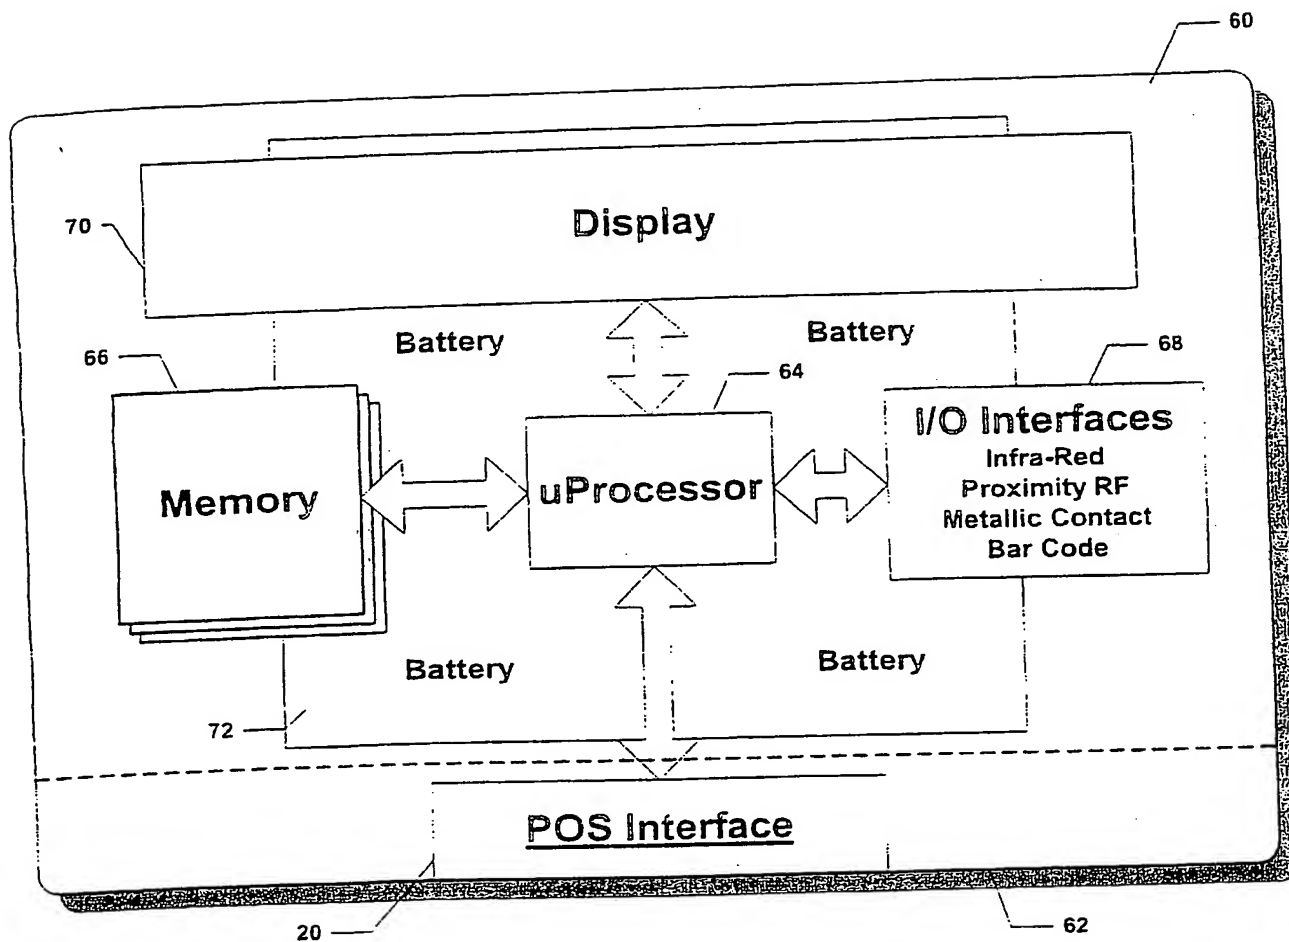 60
Display
70
Battery
Battery
66
68
64
I/O Interfaces
Infra-Red
Proximity RF
Metallic Contact
Bar Code
Memory
uProcessor
Battery
Battery
72
POS Interface
20
62